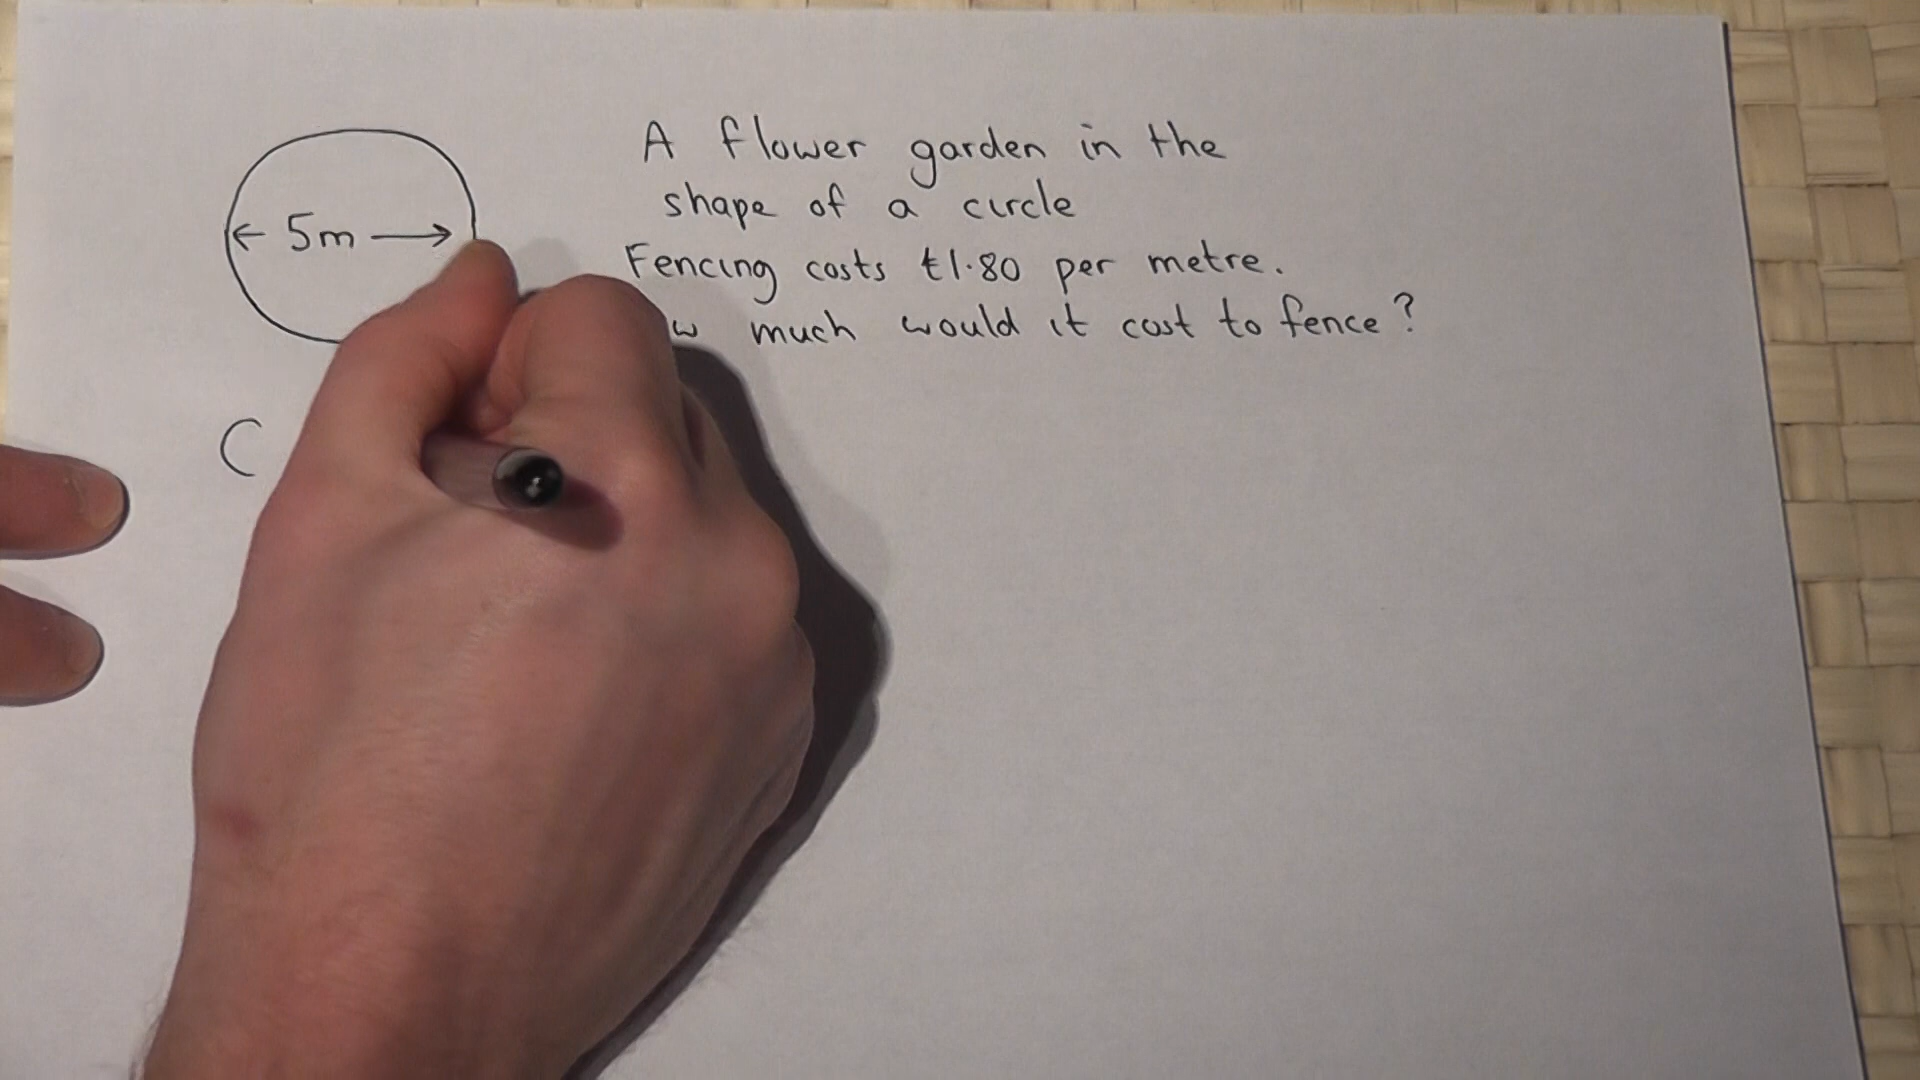 A flower garden in the
shape of a circle
5m
Fencing costs £1.80 per metre.
much would it cost to fence?
C